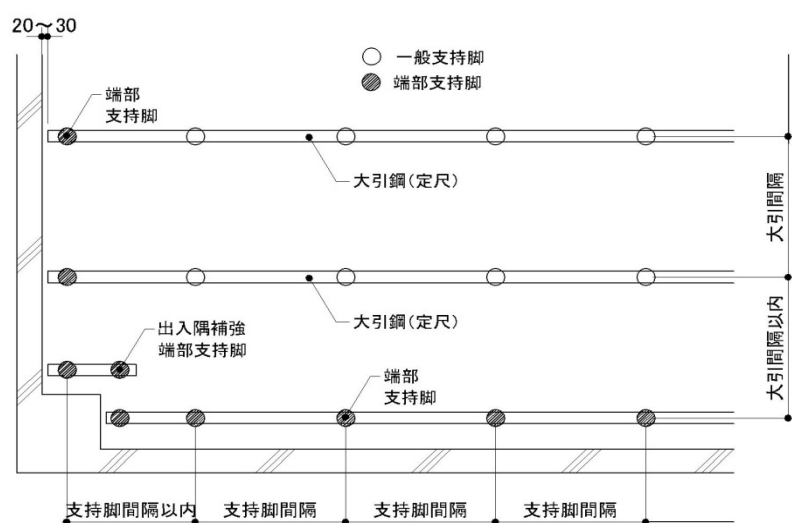 20～30
一般支持脚
端部支持脚
端部
支持脚
大引鋼(定尺)
大引間隔
大引鋼(定尺)
大引間隔以内
出入隅補強
端部支持脚
端部
支持脚
支持脚間隔以内
支持脚間隔
支持脚間隔
支持脚間隔